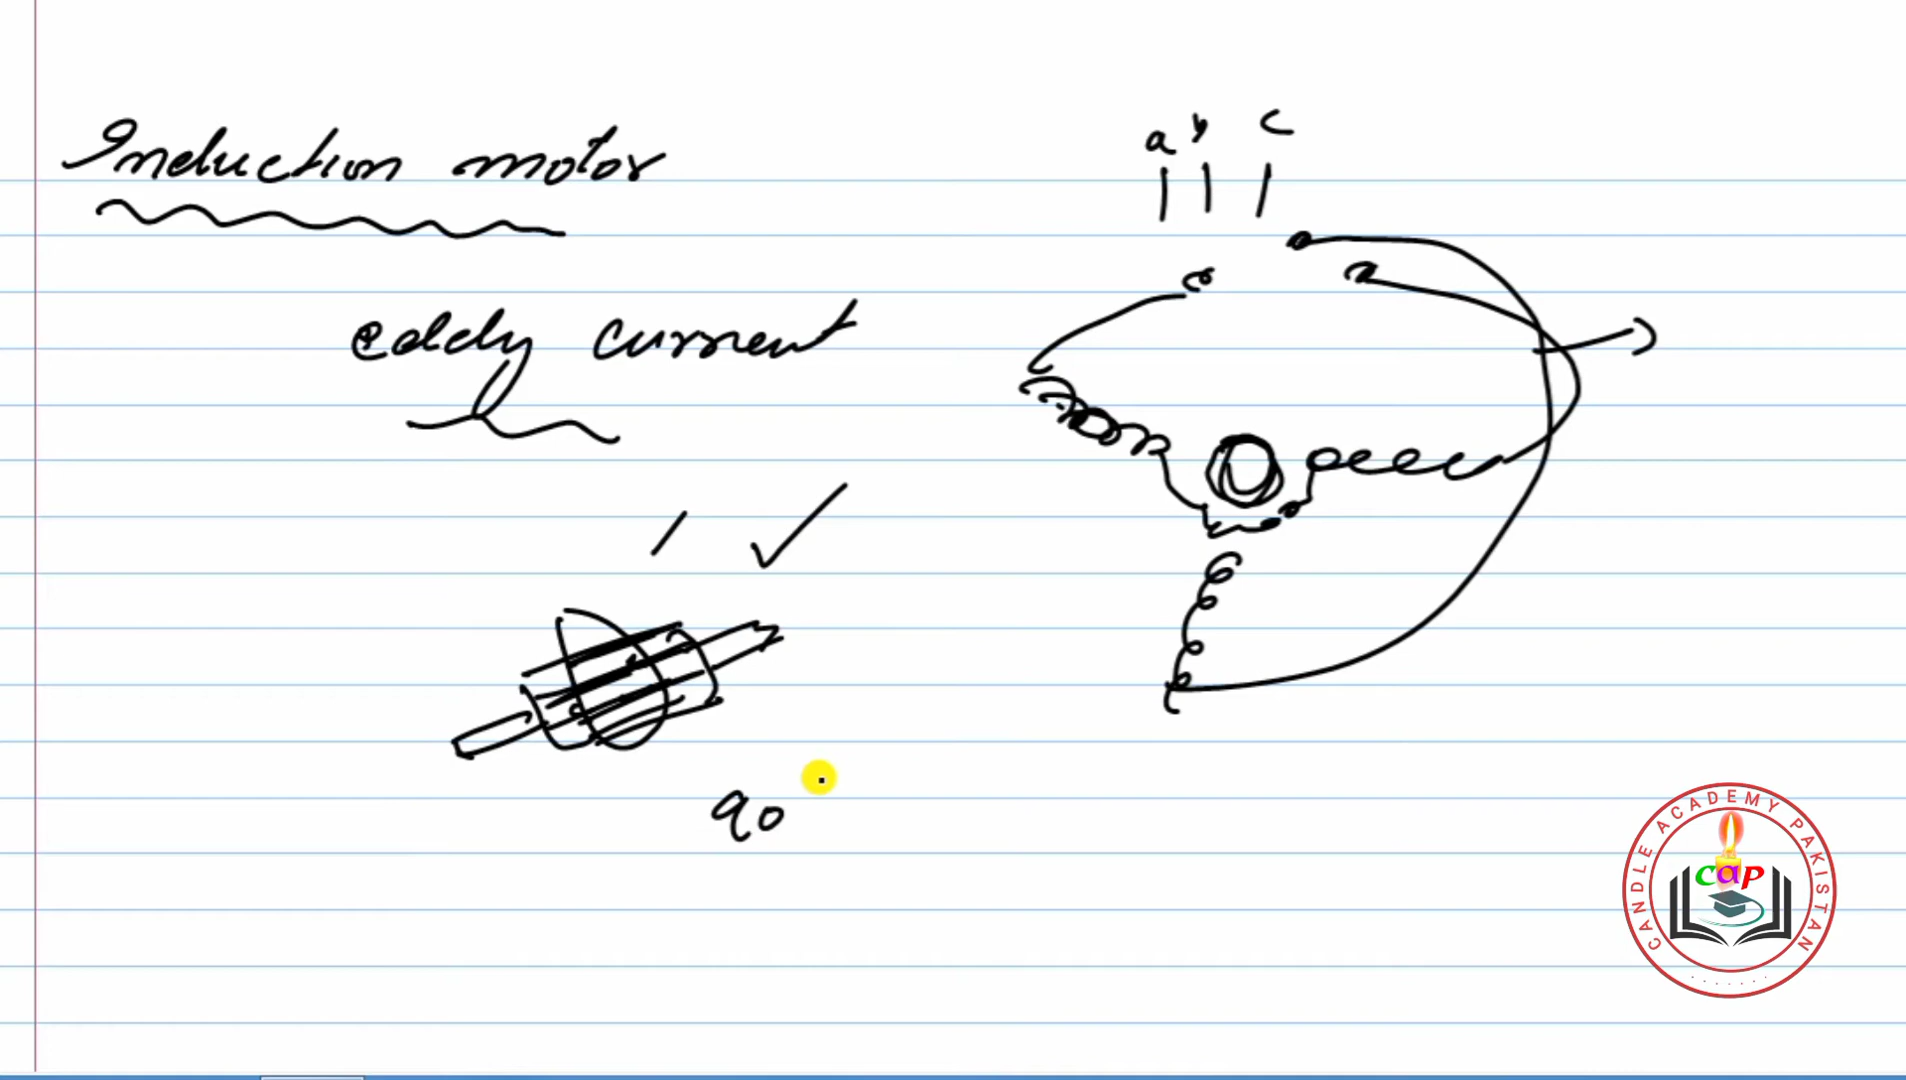 Induction motor
a b c
eddy current
90
CANDLE ACADEMY PAKISTAN
cap